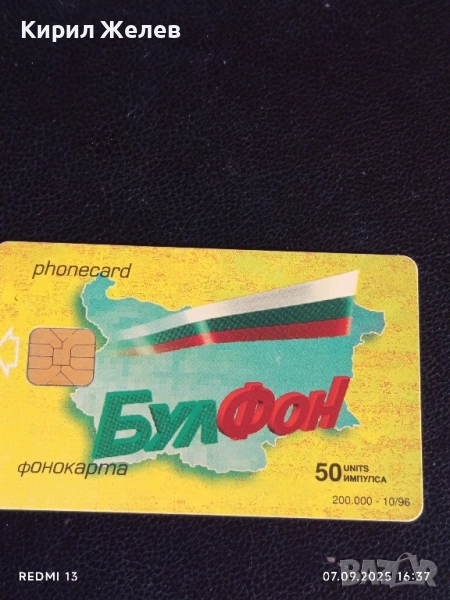 Кирил Желев
phonecard
БулФон
фонокарта
50 UNITS
ИМПУЛСА
200.000 - 10/96
REDMI 13
07.09.2025 16:37
BAZAR